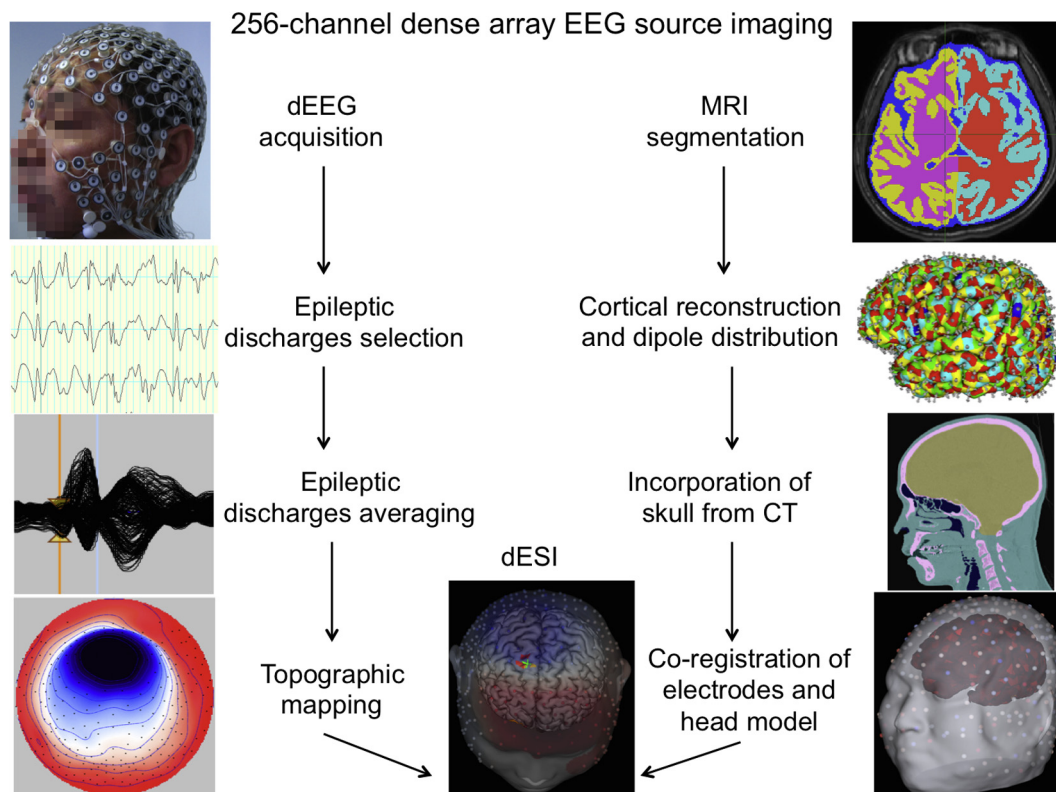 256-channel dense array EEG source imaging
dEEG
acquisition
MRI
segmentation
Epileptic
discharges selection
Cortical reconstruction
and dipole distribution
Epileptic
discharges averaging
Incorporation of
skull from CT
dESI
Topographic
mapping
Co-registration of
electrodes and
head model